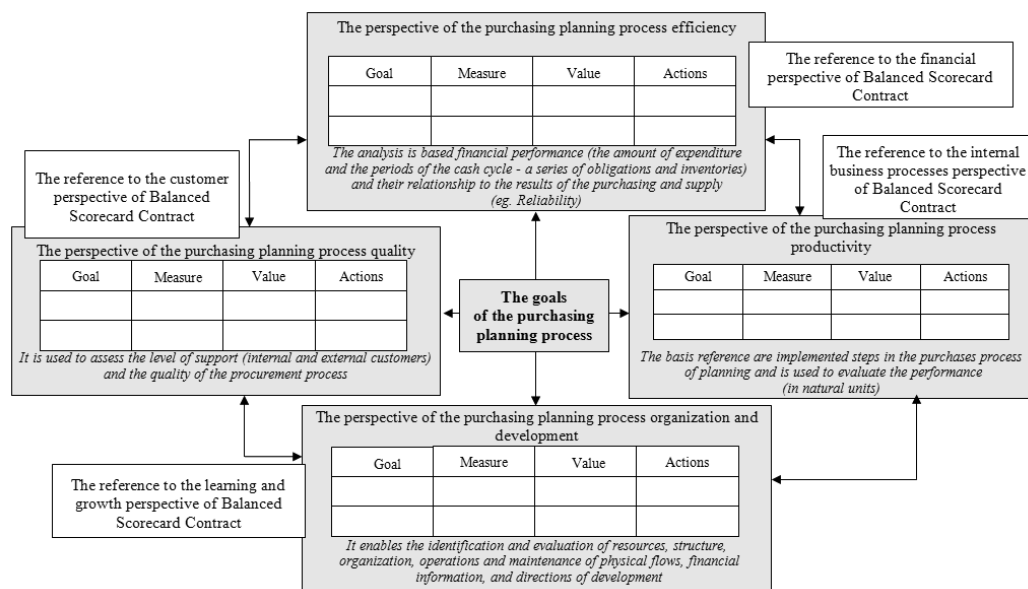 The perspective of the purchasing planning process efficiency
Goal Measure Value Actions
The analysis is based financial performance (the amount of expenditure
and the periods of the cash cycle - a series of obligations and inventories)
and their relationship to the results of the purchasing and supply
(eg. Reliability)
The reference to the financial
perspective of Balanced Scorecard
Contract
The reference to the customer
perspective of Balanced
Scorecard Contract
The reference to the internal
business processes perspective
of Balanced Scorecard
Contract
The perspective of the purchasing planning process quality
Goal Measure Value Actions
It is used to assess the level of support (internal and external customers)
and the quality of the procurement process
The goals
of the purchasing
planning process
The perspective of the purchasing planning process
productivity
Goal Measure Value Actions
The basis reference are implemented steps in the purchases process
of planning and is used to evaluate the performance
(in natural units)
The perspective of the purchasing planning process organization and
development
Goal Measure Value Actions
It enables the identification and evaluation of resources, structure,
organization, operations and maintenance of physical flows, financial
information, and directions of development
The reference to the learning and
growth perspective of Balanced
Scorecard Contract